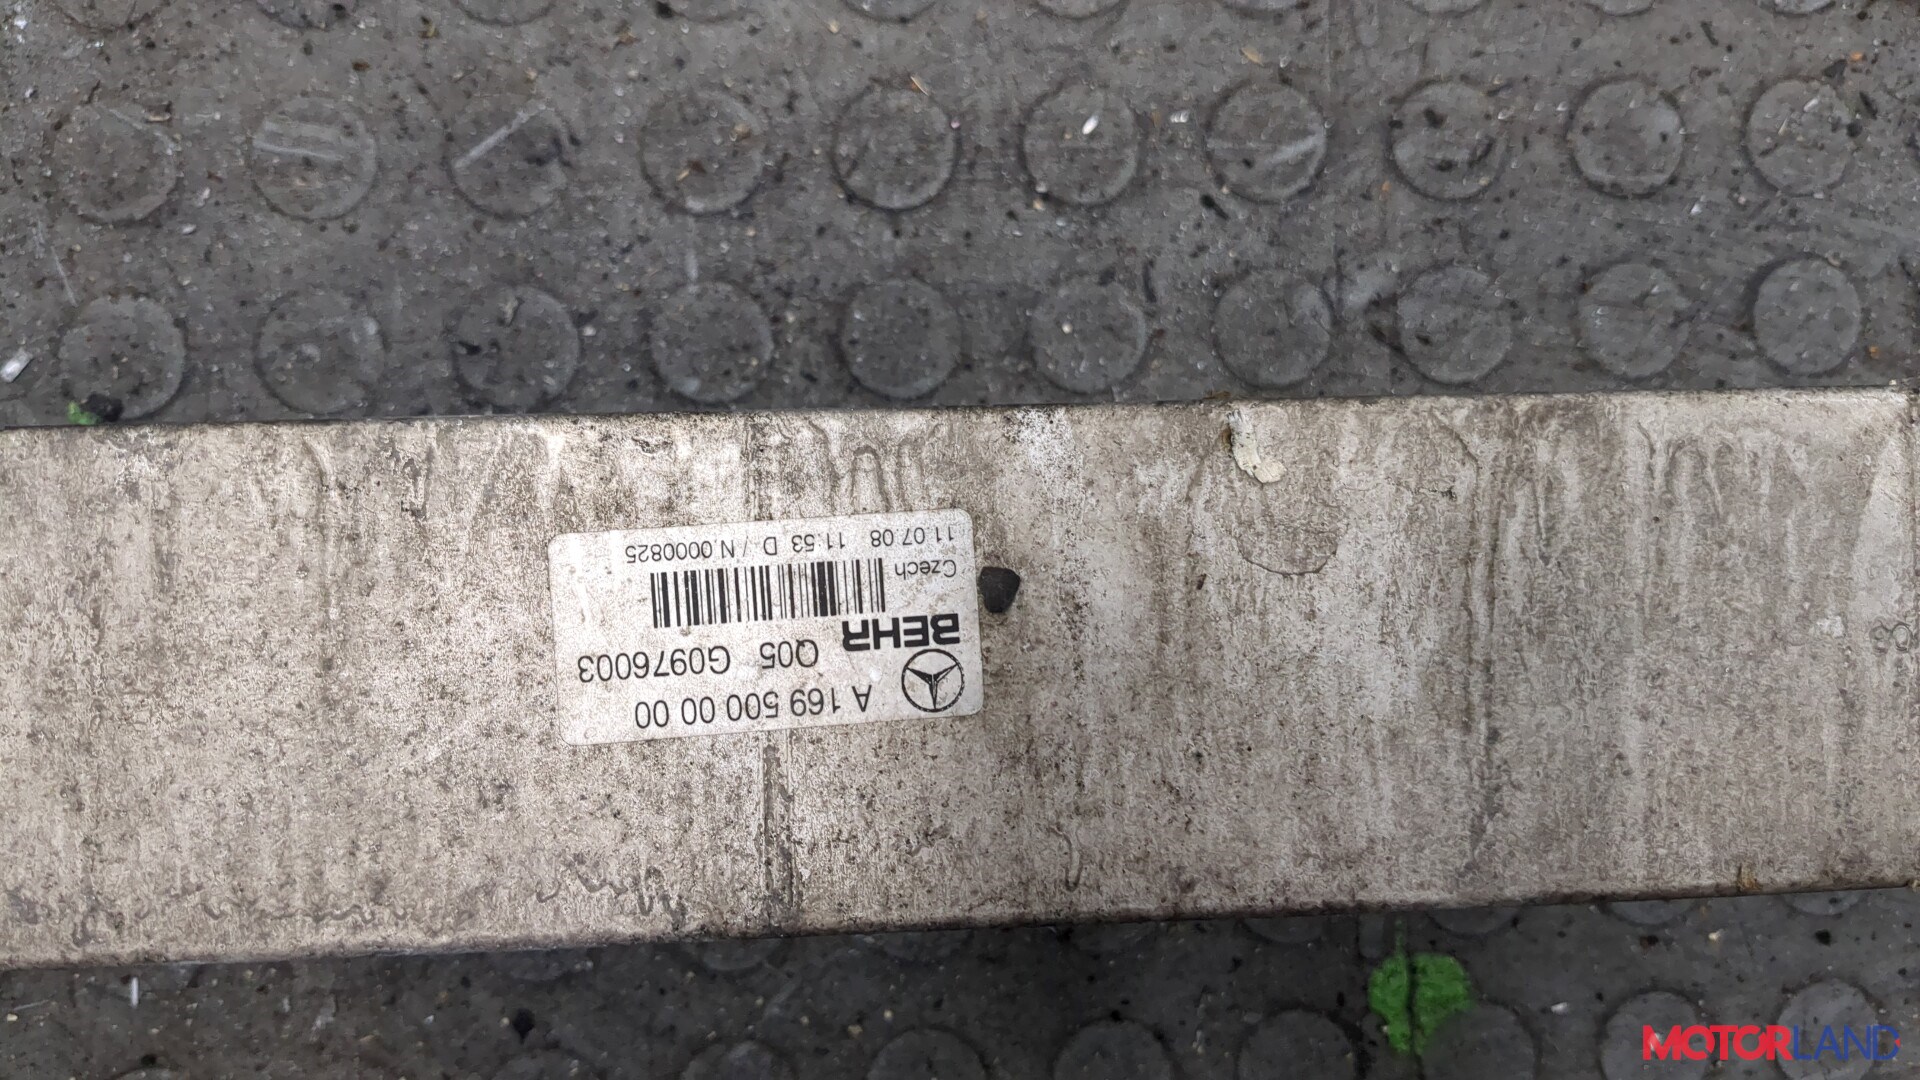 A 169 500 00 00
Q05 G0976003
BEHR
Czech
11.07.08 11:53 D / N.0000825
MOTORLAND